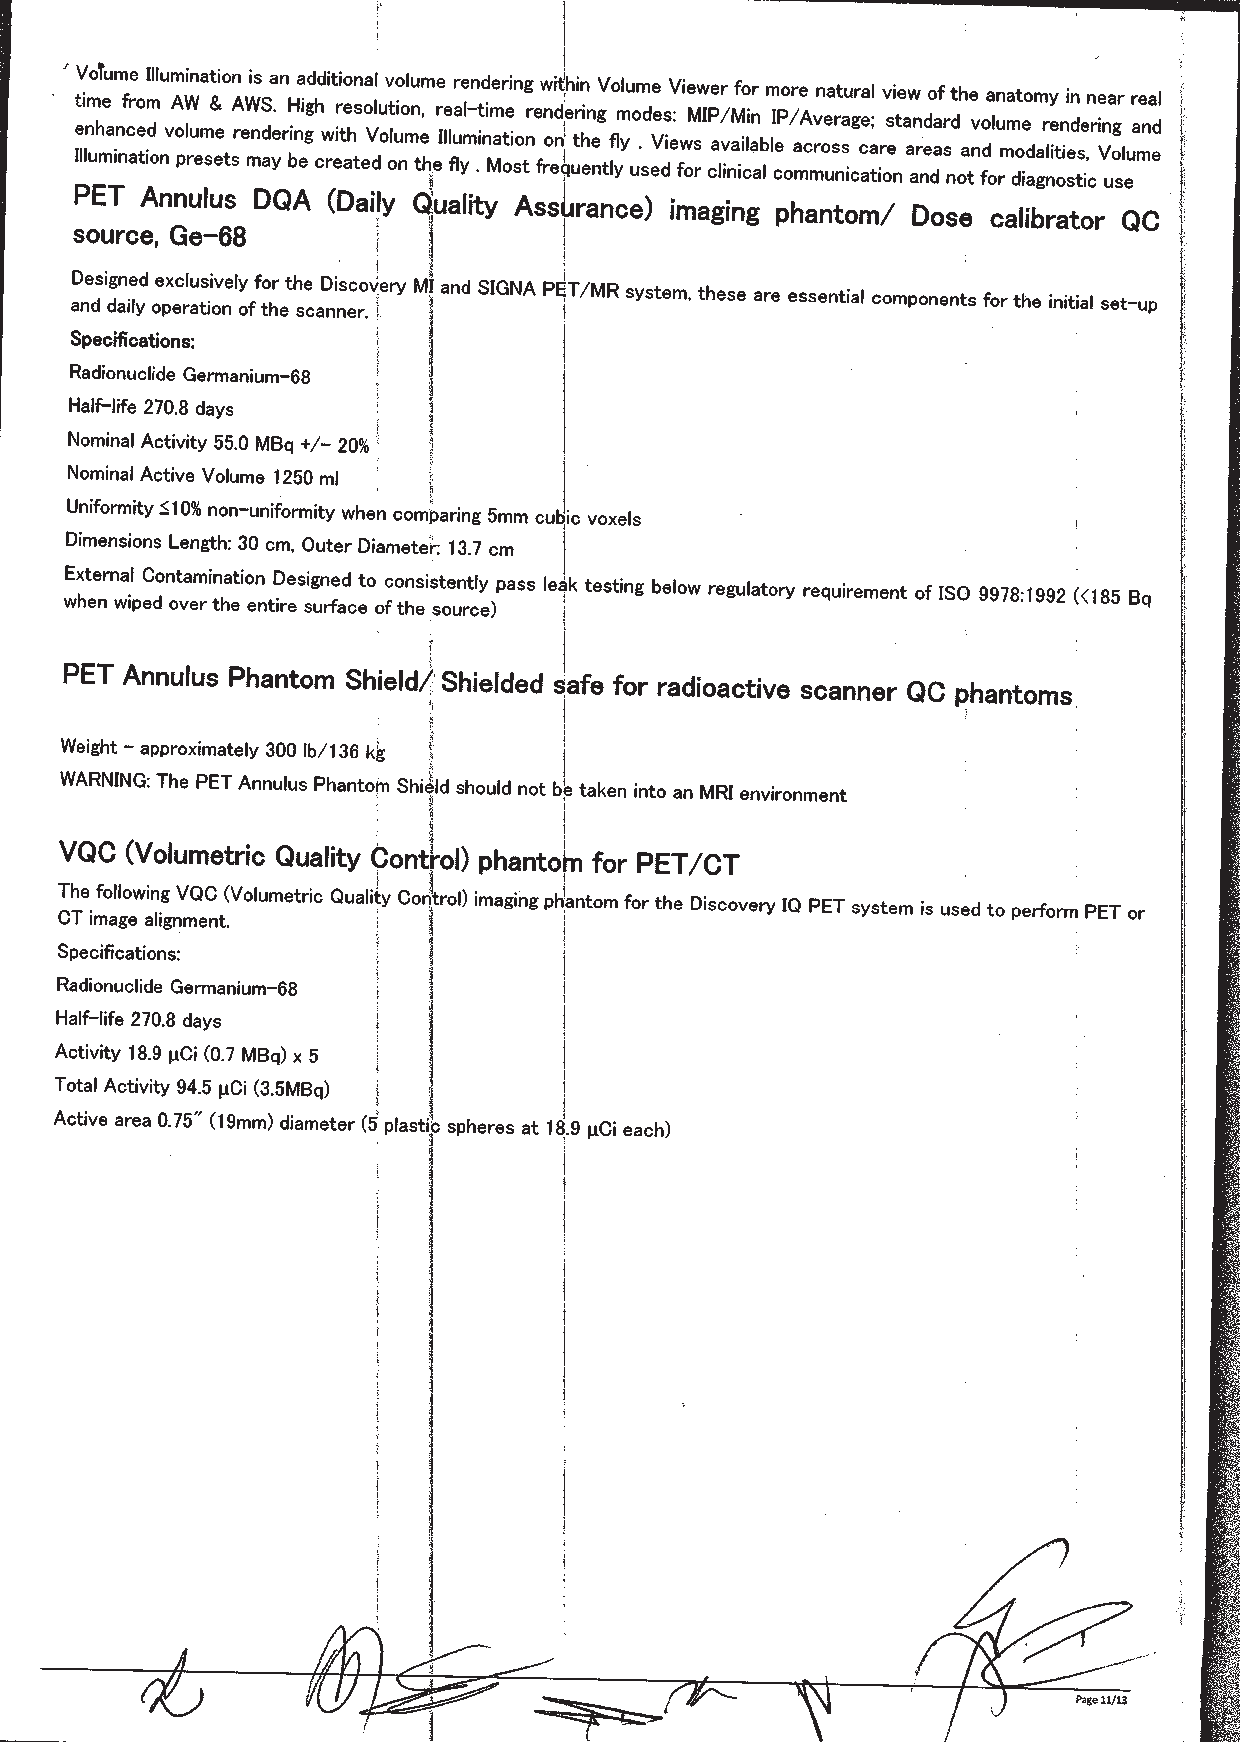 Volume Illumination is an additional volume rendering within Volume Viewer for more natural view of the anatomy in near real
time from AW & AWS. High resolution, real-time rendering modes: MIP/Min IP/Average; standard volume rendering and
enhanced volume rendering with Volume Illumination on the fly . Views available across care areas and modalities, Volume
Illumination presets may be created on the fly . Most frequently used for clinical communication and not for diagnostic use
PET Annulus DQA (Daily Quality Assurance) imaging phantom/ Dose calibrator QC
source, Ge-68
Designed exclusively for the Discovery MI and SIGNA PET/MR system, these are essential components for the initial set-up
and daily operation of the scanner.
Specifications:
Radionuclide Germanium-68
Half-life 270.8 days
Nominal Activity 55.0 MBq +/- 20%
Nominal Active Volume 1250 ml
Uniformity ≤10% non-uniformity when comparing 5mm cubic voxels
Dimensions Length: 30 cm, Outer Diameter: 13.7 cm
External Contamination Designed to consistently pass leak testing below regulatory requirement of ISO 9978:1992 (<185 Bq
when wiped over the entire surface of the source)
PET Annulus Phantom Shield/ Shielded safe for radioactive scanner QC phantoms
Weight - approximately 300 lb/136 kg
WARNING: The PET Annulus Phantom Shield should not be taken into an MRI environment
VQC (Volumetric Quality Control) phantom for PET/CT
The following VQC (Volumetric Quality Control) imaging phantom for the Discovery IQ PET system is used to perform PET or
CT image alignment.
Specifications:
Radionuclide Germanium-68
Half-life 270.8 days
Activity 18.9 µCi (0.7 MBq) x 5
Total Activity 94.5 µCi (3.5MBq)
Active area 0.75″ (19mm) diameter (5 plastic spheres at 18.9 µCi each)
Page 11/13